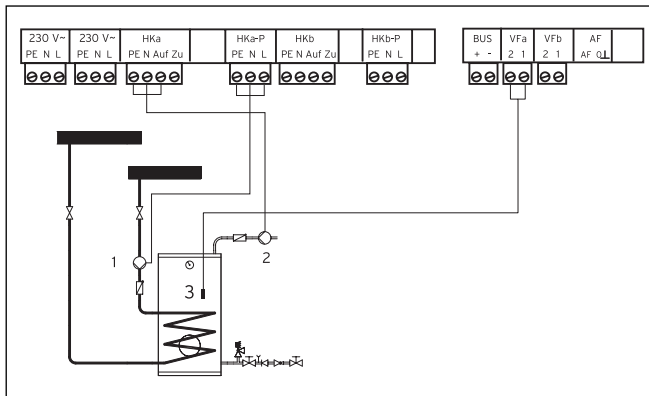 230 V~ 230 V~ HKa HKa-P HKb HKb-P BUS VFa VFb AF
PE N L PE N L PE N Auf Zu PE N L PE N Auf Zu PE N L + - 2 1 2 1 AF 0
1
2
3